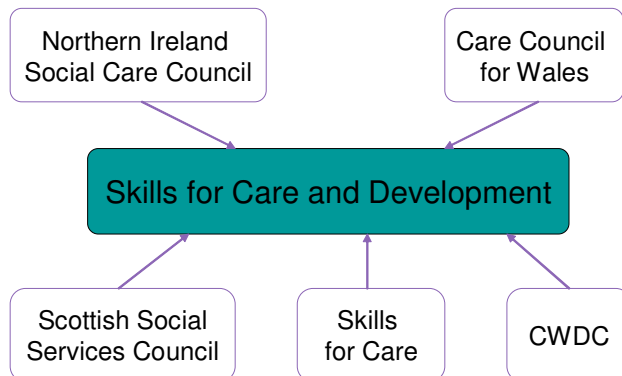 Northern Ireland
Social Care Council
Care Council
for Wales
Skills for Care and Development
Scottish Social
Services Council
Skills
for Care
CWDC